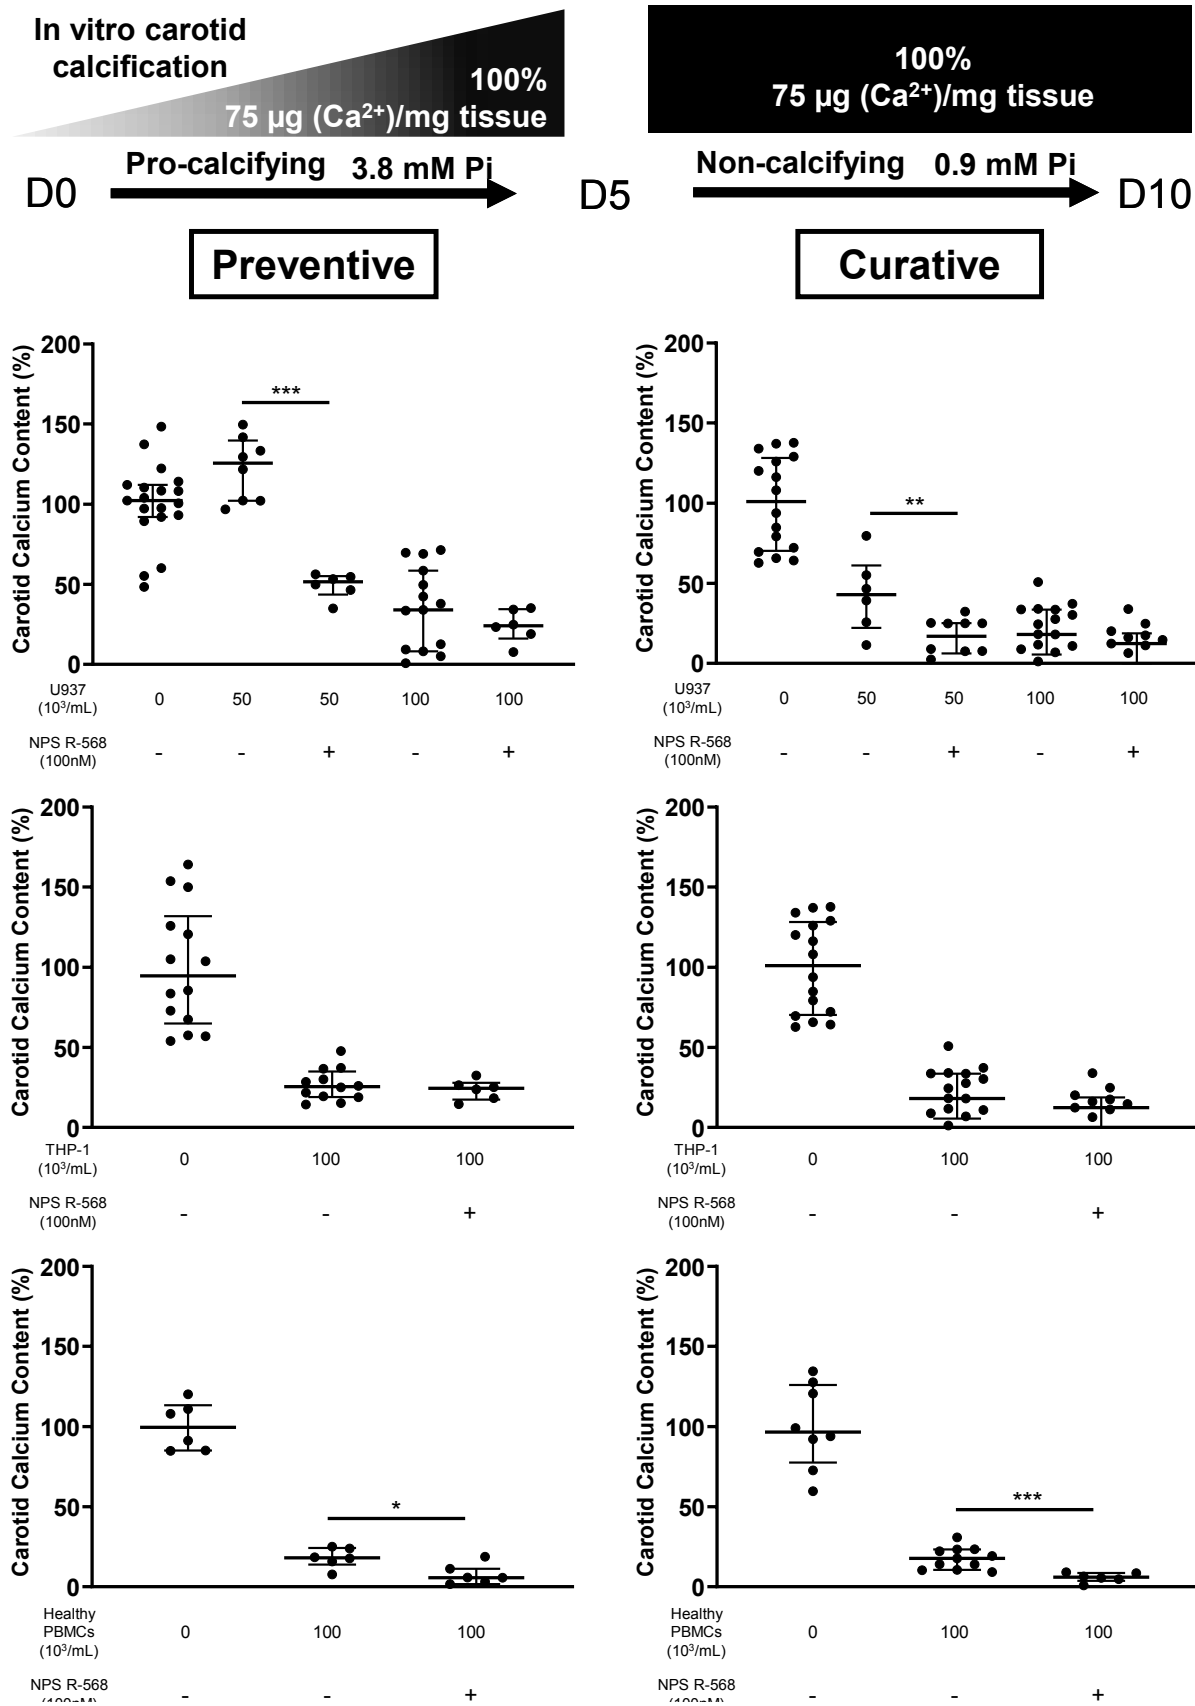 In vitro carotid
calcification
100%
75 µg (Ca²⁺)/mg tissue
100%
75 µg (Ca²⁺)/mg tissue
D0
Pro-calcifying 3.8 mM Pi
D5
Non-calcifying 0.9 mM Pi
D10
Preventive
Curative
Carotid Calcium Content (%)
200
150
100
50
0
***
U937
(10³/mL)
0 50 50 100 100
NPS R-568
(100nM)
- - + - +
Carotid Calcium Content (%)
200
150
100
50
0
**
U937
(10³/mL)
0 50 50 100 100
NPS R-568
(100nM)
- - + - +
Carotid Calcium Content (%)
200
150
100
50
0
THP-1
(10³/mL)
0 100 100
NPS R-568
(100nM)
- - +
Carotid Calcium Content (%)
200
150
100
50
0
THP-1
(10³/mL)
0 100 100
NPS R-568
(100nM)
- - +
Carotid Calcium Content (%)
200
150
100
50
0
*
Healthy
PBMCs
(10³/mL)
0 100 100
NPS R-568
(100nM)
- - +
Carotid Calcium Content (%)
200
150
100
50
0
***
Healthy
PBMCs
(10³/mL)
0 100 100
NPS R-568
(100nM)
- - +